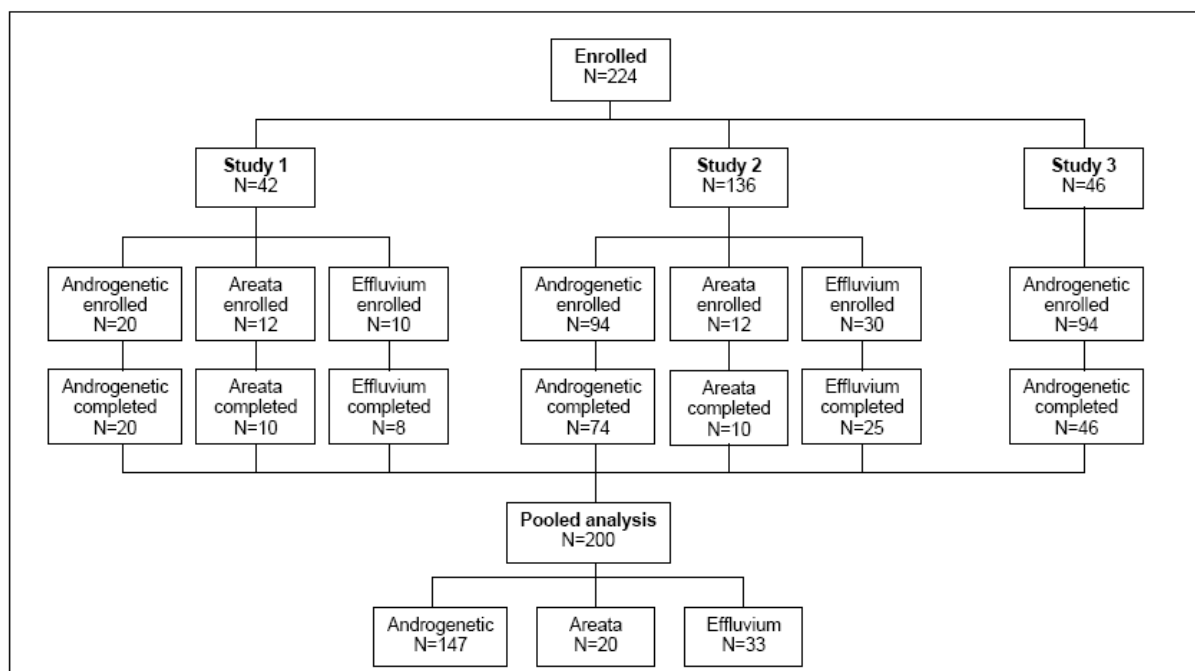 Enrolled
N=224
Study 1
N=42
Study 2
N=136
Study 3
N=46
Androgenetic
enrolled
N=20
Areata
enrolled
N=12
Effluvium
enrolled
N=10
Androgenetic
enrolled
N=94
Areata
enrolled
N=12
Effluvium
enrolled
N=30
Androgenetic
enrolled
N=94
Androgenetic
completed
N=20
Areata
completed
N=10
Effluvium
completed
N=8
Androgenetic
completed
N=74
Areata
completed
N=10
Effluvium
completed
N=25
Androgenetic
completed
N=46
Pooled analysis
N=200
Androgenetic
N=147
Areata
N=20
Effluvium
N=33